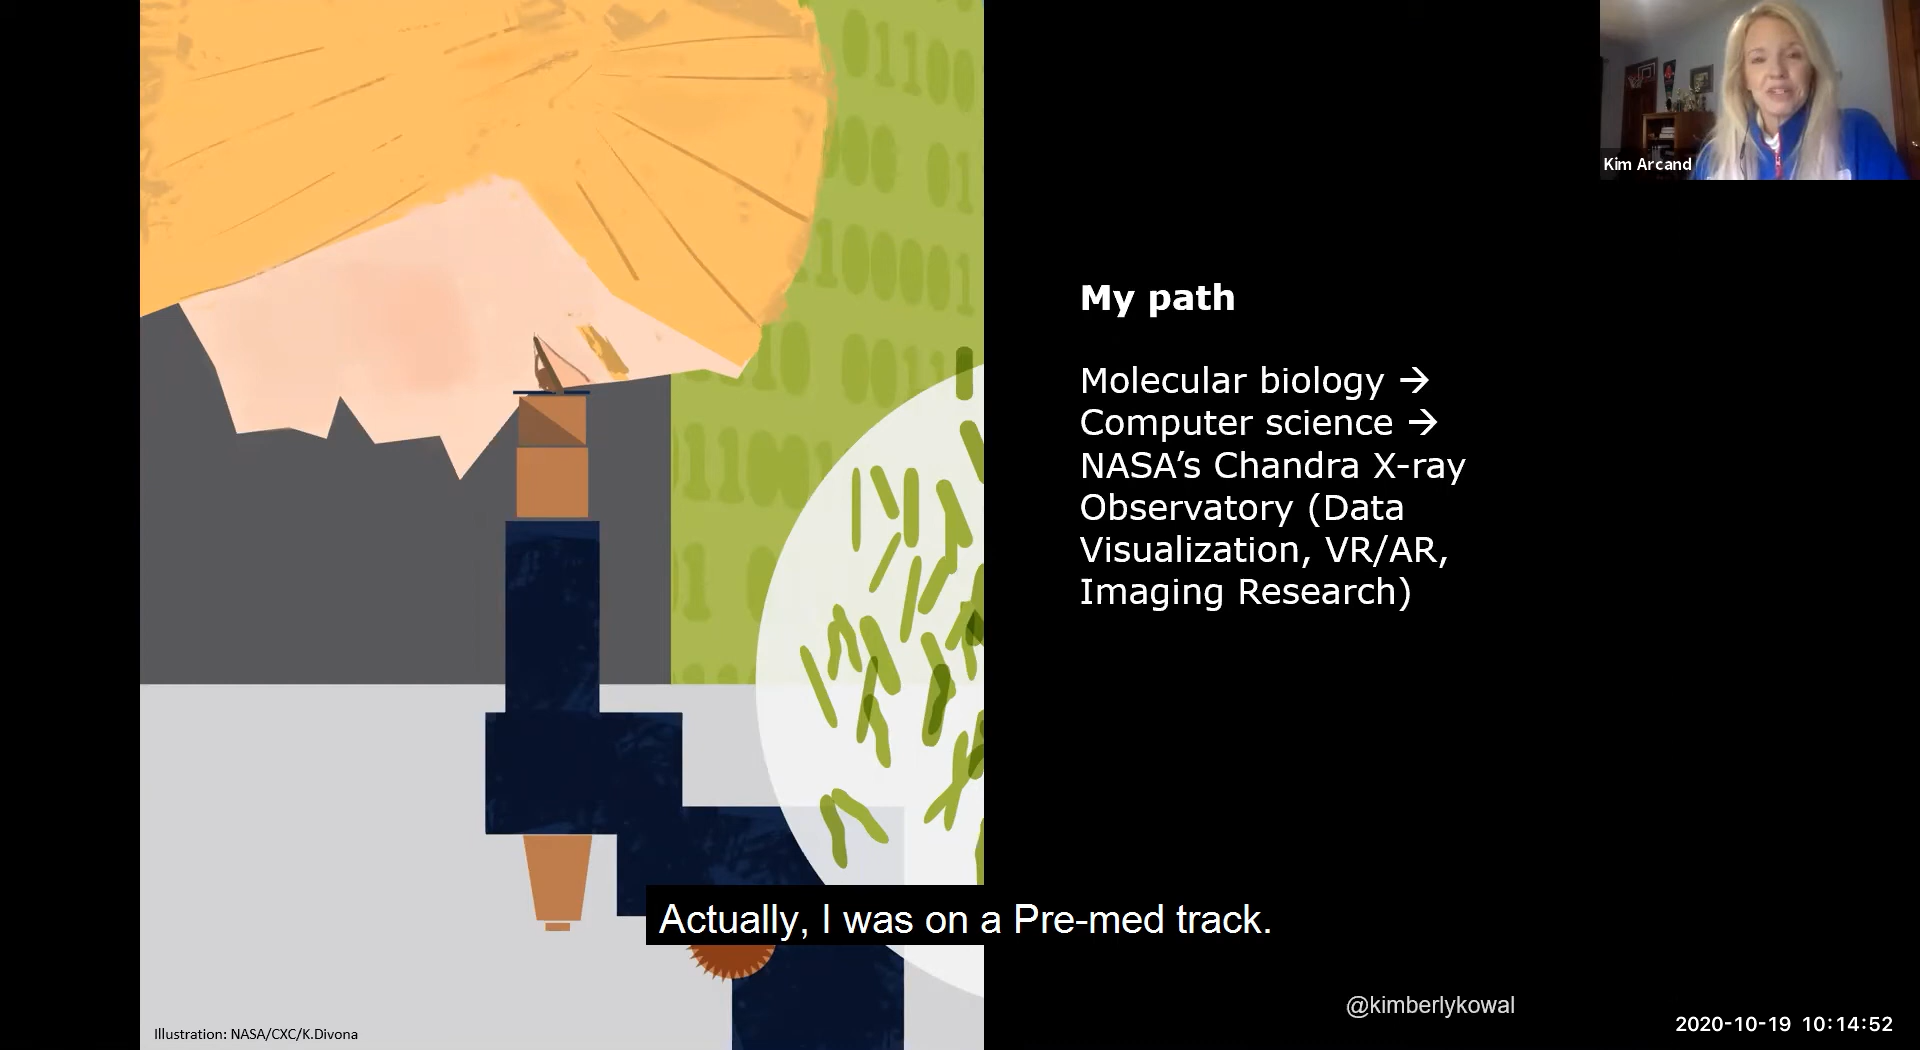 Kim Arcand
My path
Molecular biology →
Computer science →
NASA's Chandra X-ray
Observatory (Data
Visualization, VR/AR,
Imaging Research)
Actually, I was on a Pre-med track.
@kimberlykowal
Illustration: NASA/CXC/K.Divona
2020-10-19 10:14:52